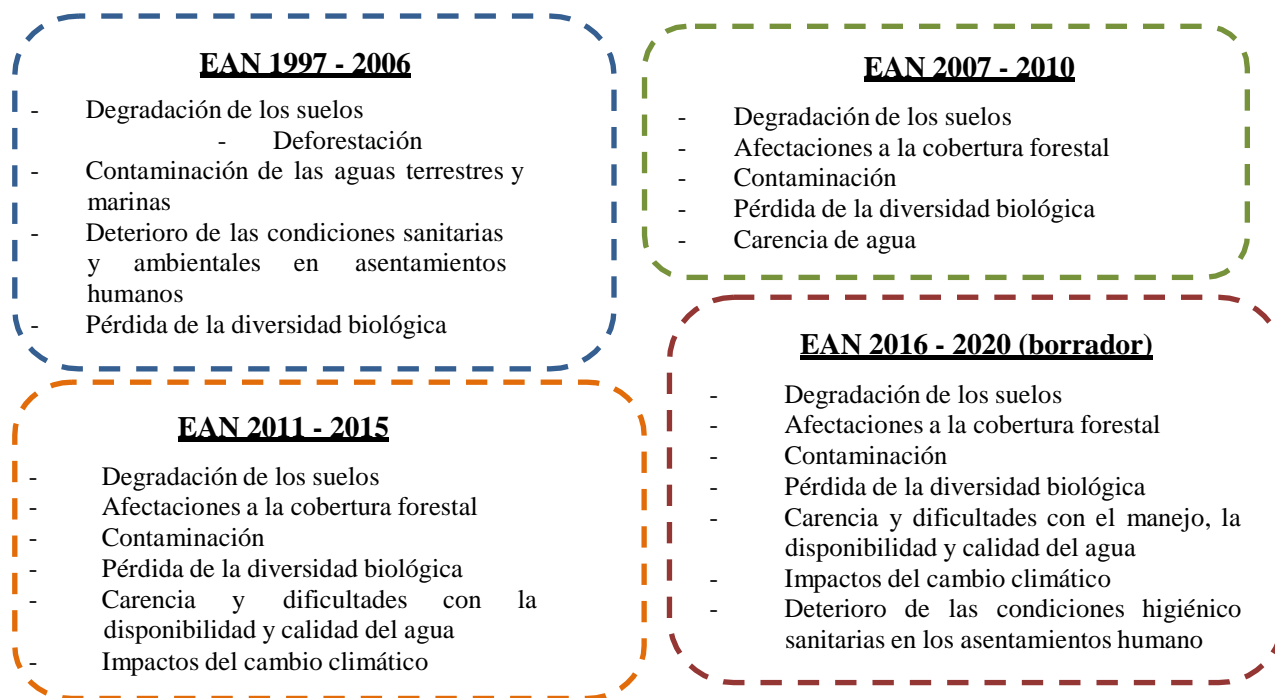 EAN 1997 - 2006
- Degradación de los suelos
- Deforestación
- Contaminación de las aguas terrestres y
marinas
- Deterioro de las condiciones sanitarias
y ambientales en asentamientos
humanos
- Pérdida de la diversidad biológica
EAN 2007 - 2010
- Degradación de los suelos
- Afectaciones a la cobertura forestal
- Contaminación
- Pérdida de la diversidad biológica
- Carencia de agua
EAN 2011 - 2015
- Degradación de los suelos
- Afectaciones a la cobertura forestal
- Contaminación
- Pérdida de la diversidad biológica
- Carencia y dificultades con la
disponibilidad y calidad del agua
- Impactos del cambio climático
EAN 2016 - 2020 (borrador)
- Degradación de los suelos
- Afectaciones a la cobertura forestal
- Contaminación
- Pérdida de la diversidad biológica
- Carencia y dificultades con el manejo, la
disponibilidad y calidad del agua
- Impactos del cambio climático
- Deterioro de las condiciones higiénico
sanitarias en los asentamientos humano